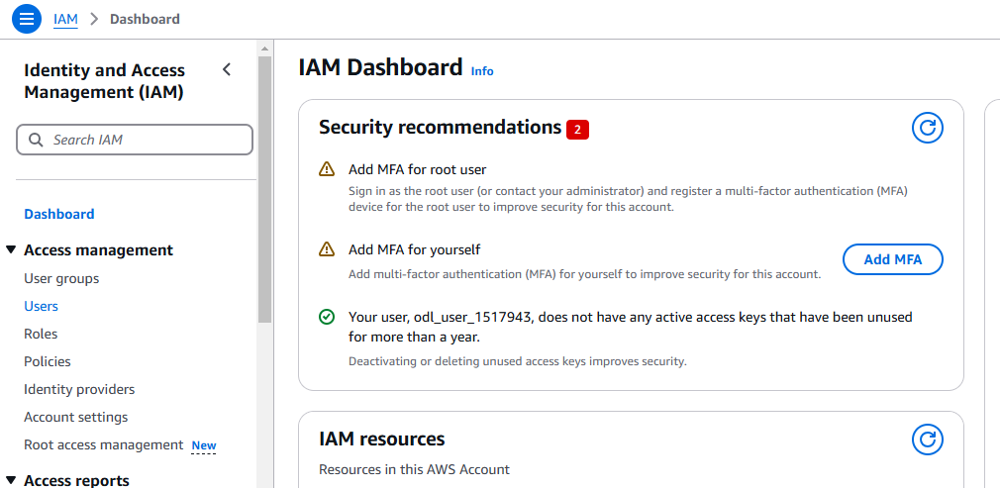 IAM > Dashboard
Identity and Access
Management (IAM)
Search IAM
Dashboard
Access management
User groups
Users
Roles
Policies
Identity providers
Account settings
Root access management New
Access reports
IAM Dashboard Info
Security recommendations 2
Add MFA for root user
Sign in as the root user (or contact your administrator) and register a multi-factor authentication (MFA)
device for the root user to improve security for this account.
Add MFA for yourself
Add multi-factor authentication (MFA) for yourself to improve security for this account.
Add MFA
Your user, odl_user_1517943, does not have any active access keys that have been unused
for more than a year.
Deactivating or deleting unused access keys improves security.
IAM resources
Resources in this AWS Account